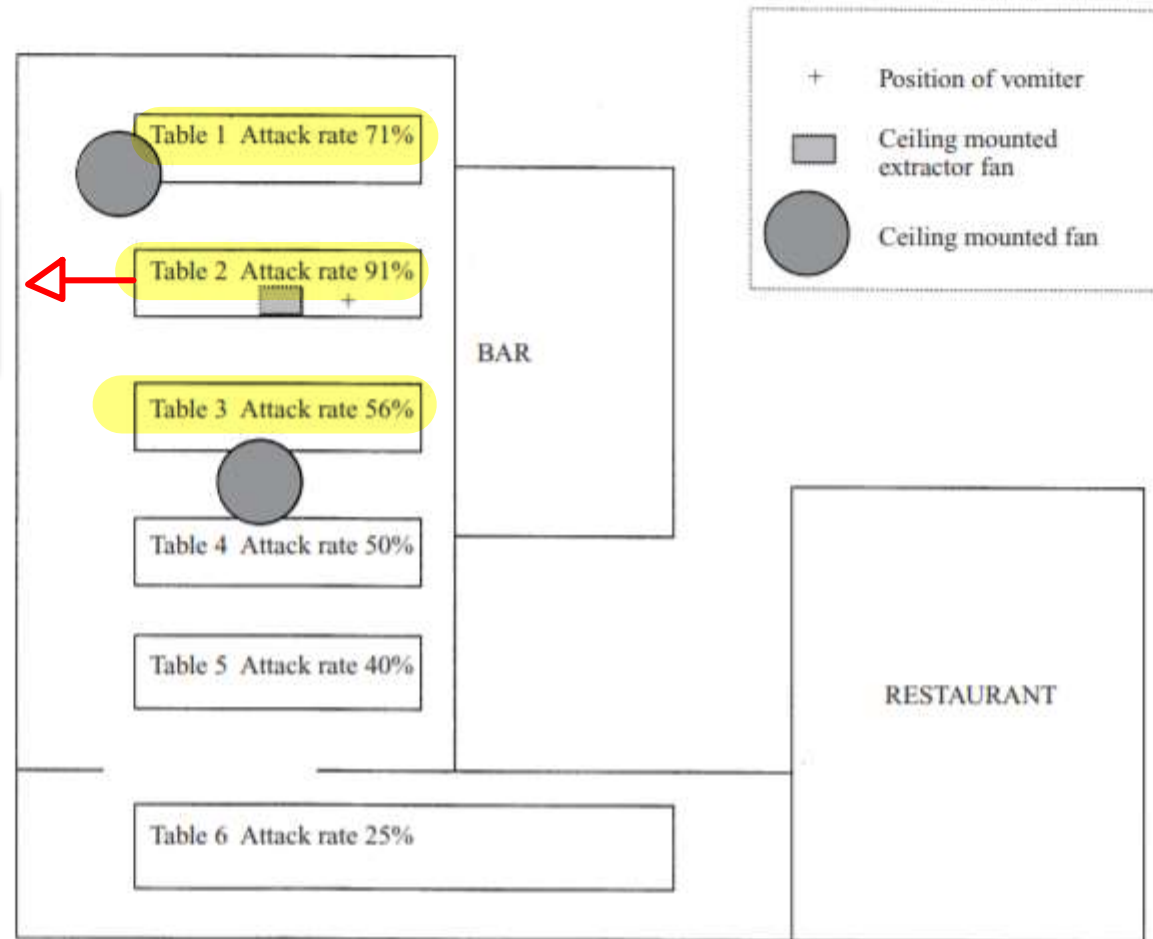 Table 1 Attack rate 71%
Table 2 Attack rate 91%
+
Table 3 Attack rate 56%
Table 4 Attack rate 50%
Table 5 Attack rate 40%
Table 6 Attack rate 25%
BAR
RESTAURANT
+ Position of vomiter
Ceiling mounted
extractor fan
Ceiling mounted fan